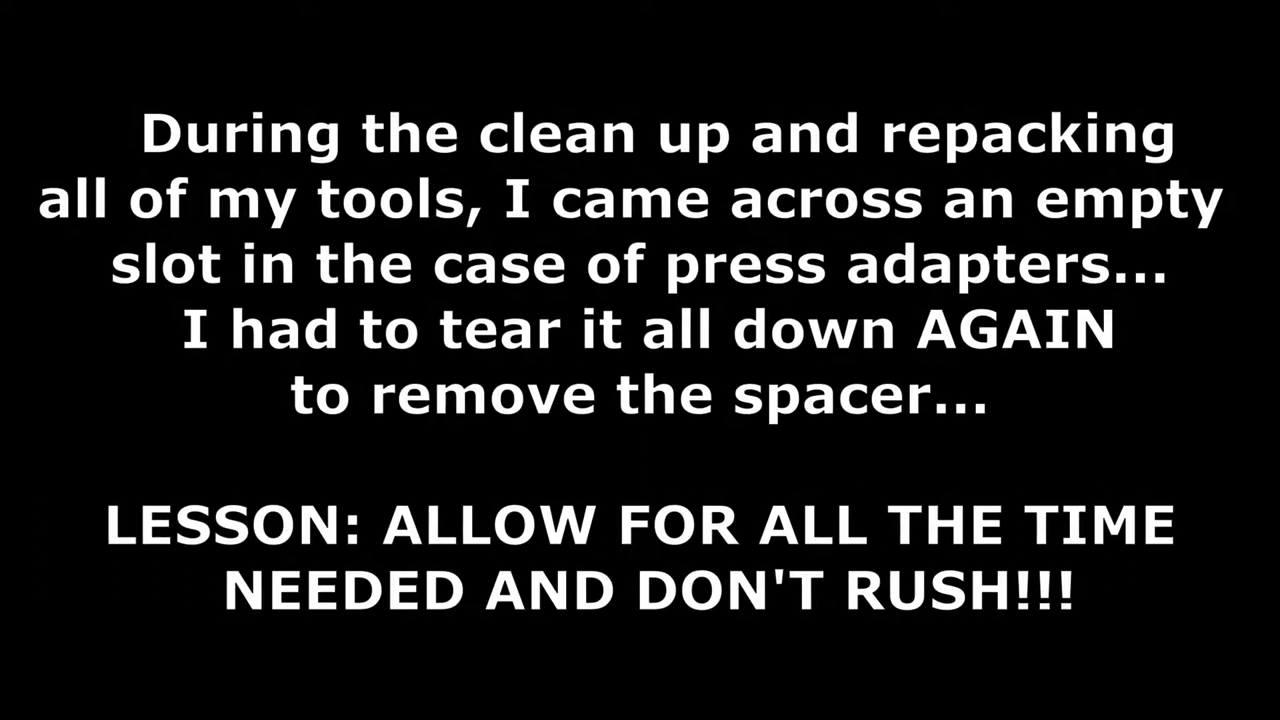 During the clean up and repacking
all of my tools, I came across an empty
slot in the case of press adapters...
I had to tear it all down AGAIN
to remove the spacer...
LESSON: ALLOW FOR ALL THE TIME
NEEDED AND DON'T RUSH!!!